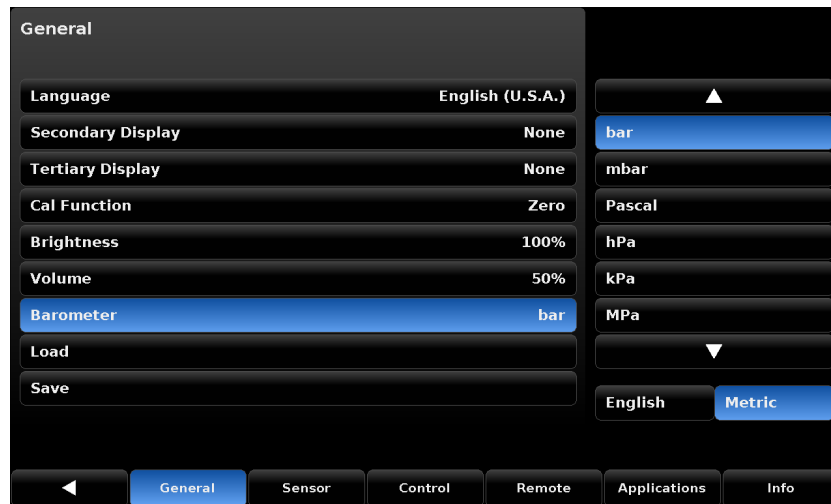 General
Language English (U.S.A.)
Secondary Display None
Tertiary Display None
Cal Function Zero
Brightness 100%
Volume 50%
Barometer bar
Load
Save
bar
mbar
Pascal
hPa
kPa
MPa
English Metric
General Sensor Control Remote Applications Info